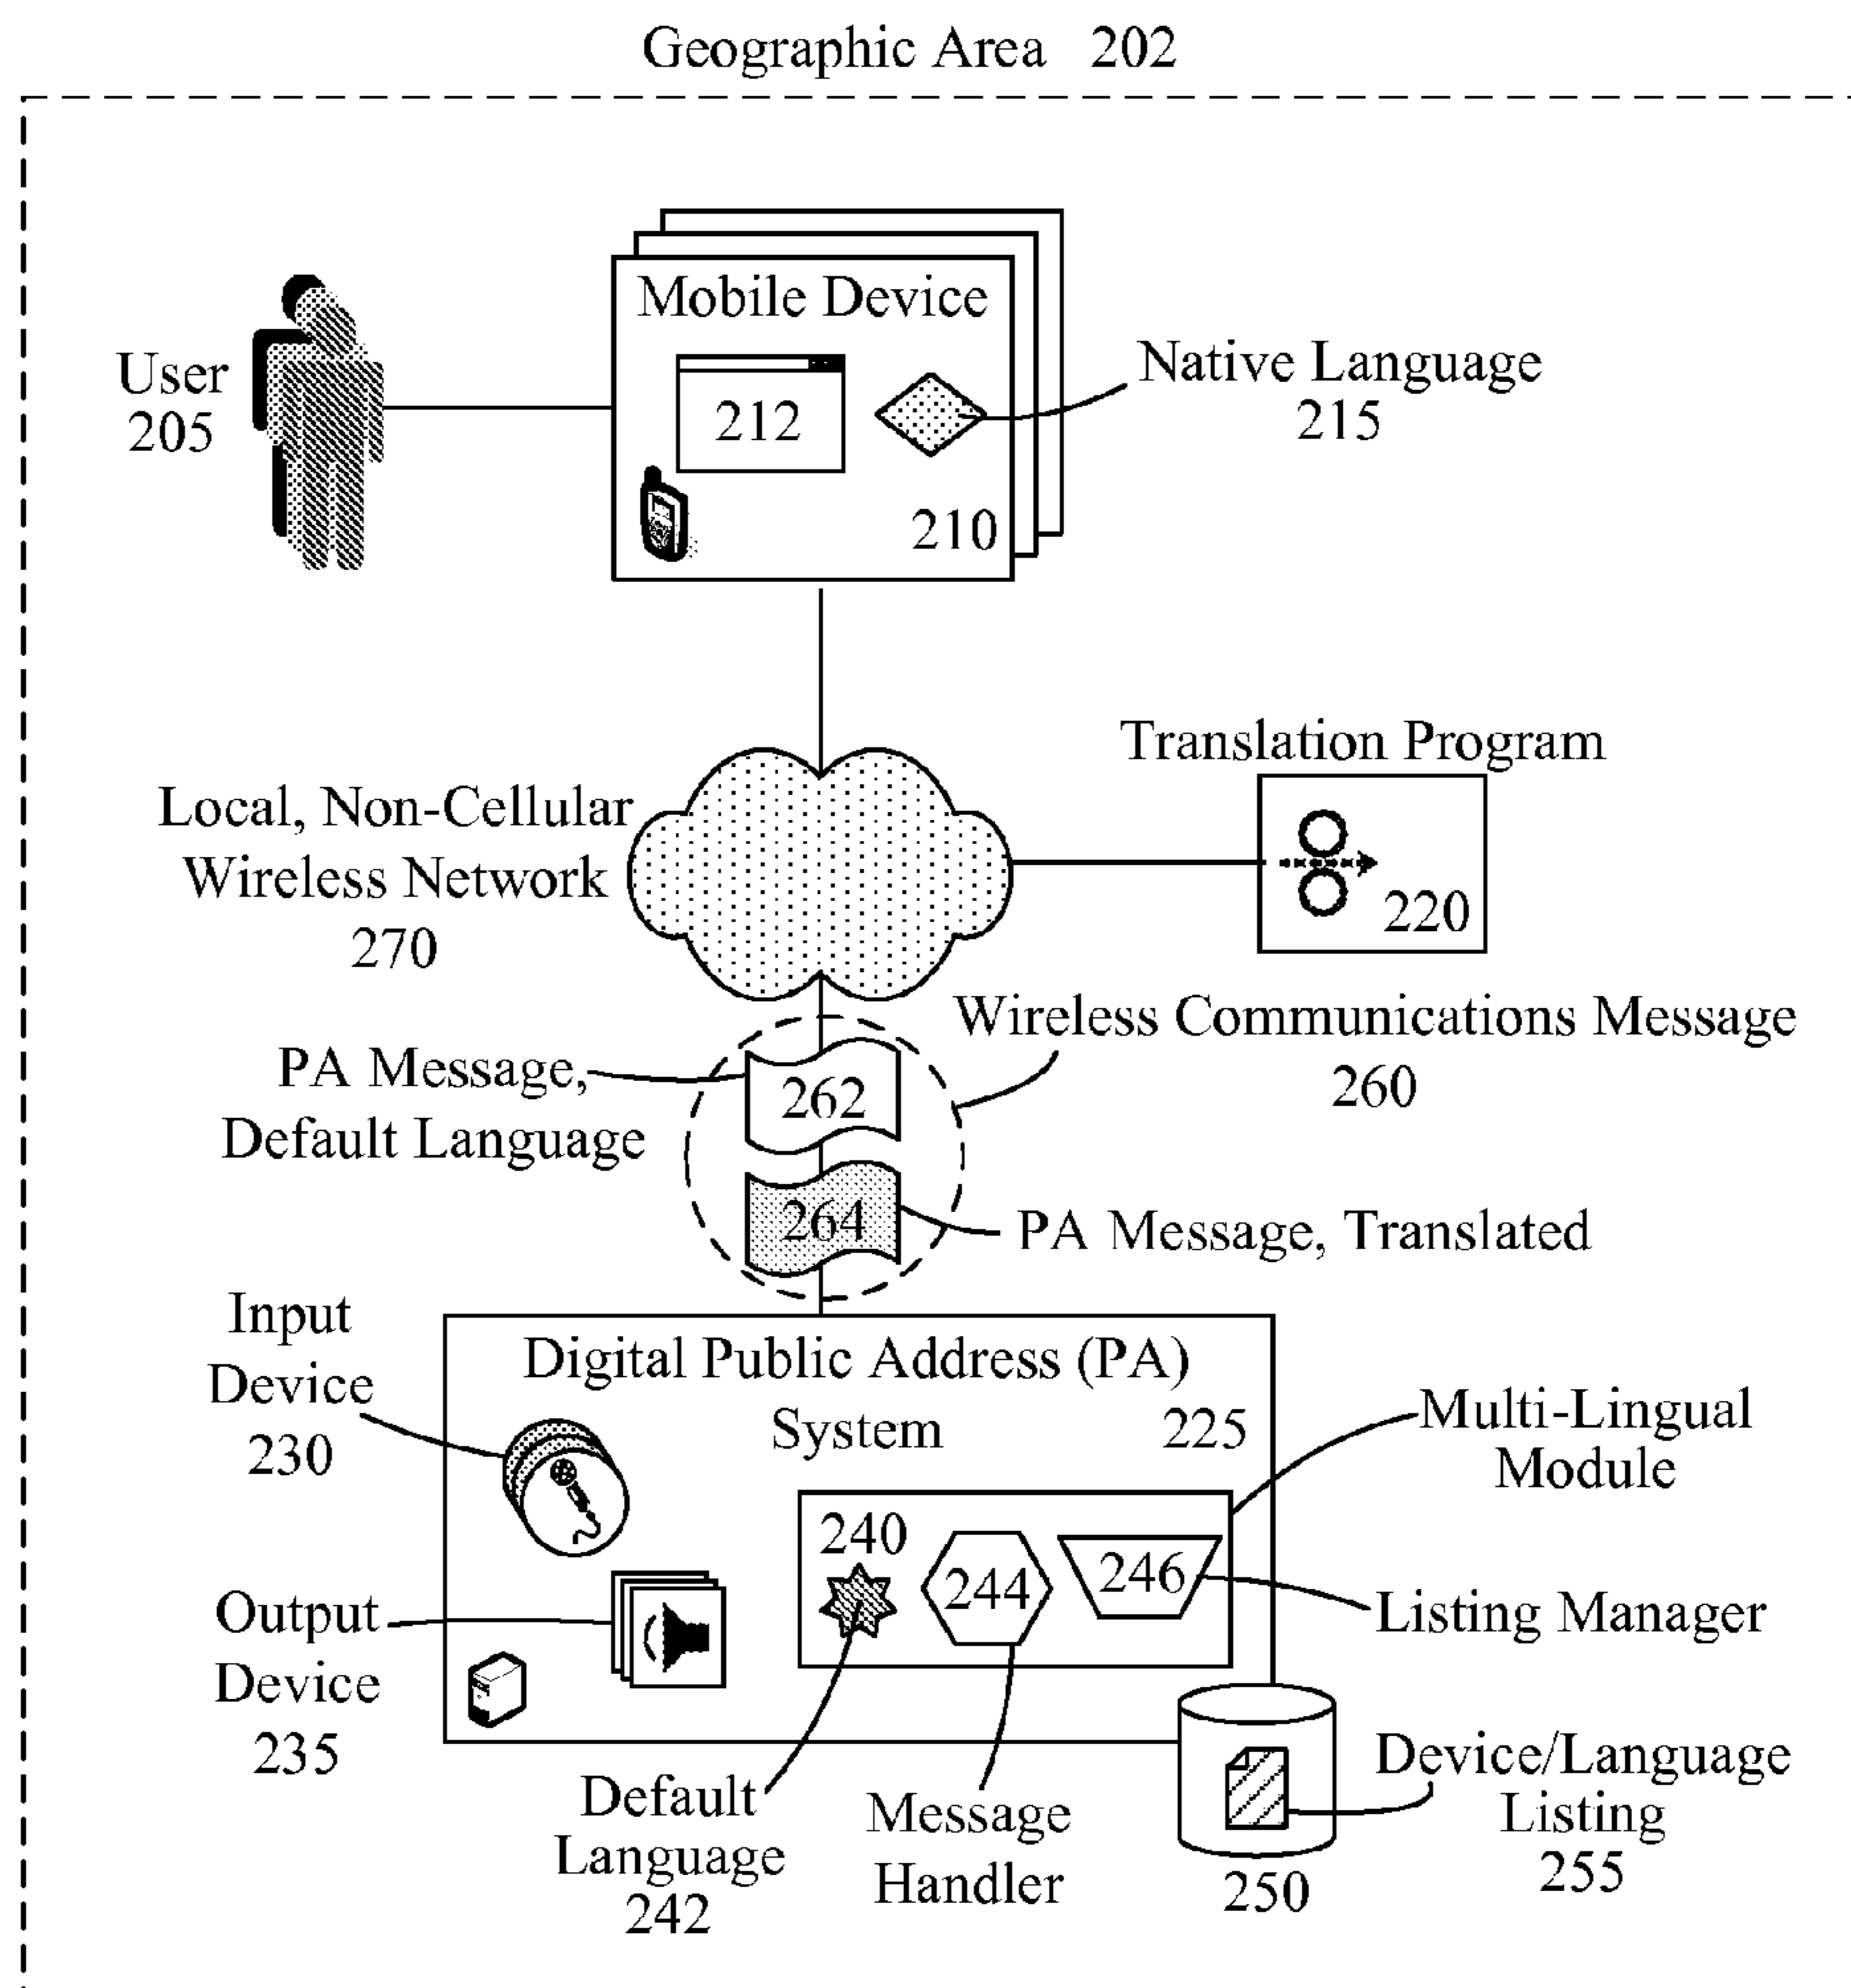 Geographic Area 202
Mobile Device
212
210
Native Language
215
User
205
Translation Program
220
Local, Non-Cellular
Wireless Network
270
Wireless Communications Message
260
PA Message,
Default Language
262
264
PA Message, Translated
Input
Device
230
Digital Public Address (PA)
System
225
Multi-Lingual
Module
240
244
246
Listing Manager
Output
Device
235
Default
Language
242
Message
Handler
250
Device/Language
Listing
255